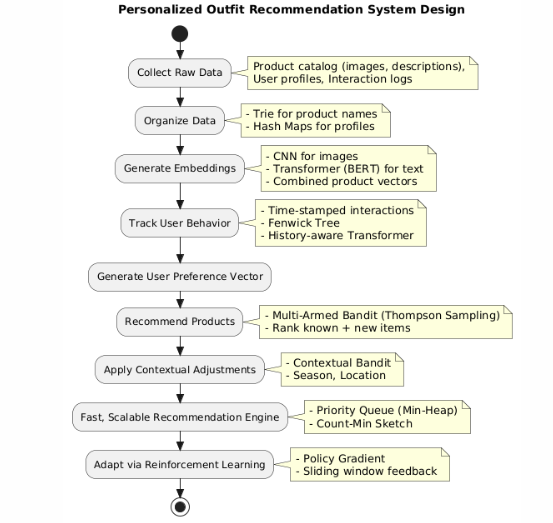 Personalized Outfit Recommendation System Design
Collect Raw Data
Product catalog (images, descriptions),
User profiles, Interaction logs
Organize Data
- Trie for product names
- Hash Maps for profiles
Generate Embeddings
- CNN for images
- Transformer (BERT) for text
- Combined product vectors
Track User Behavior
- Time-stamped interactions
- Fenwick Tree
- History-aware Transformer
Generate User Preference Vector
Recommend Products
- Multi-Armed Bandit (Thompson Sampling)
- Rank known + new items
Apply Contextual Adjustments
- Contextual Bandit
- Season, Location
Fast, Scalable Recommendation Engine
- Priority Queue (Min-Heap)
- Count-Min Sketch
Adapt via Reinforcement Learning
- Policy Gradient
- Sliding window feedback